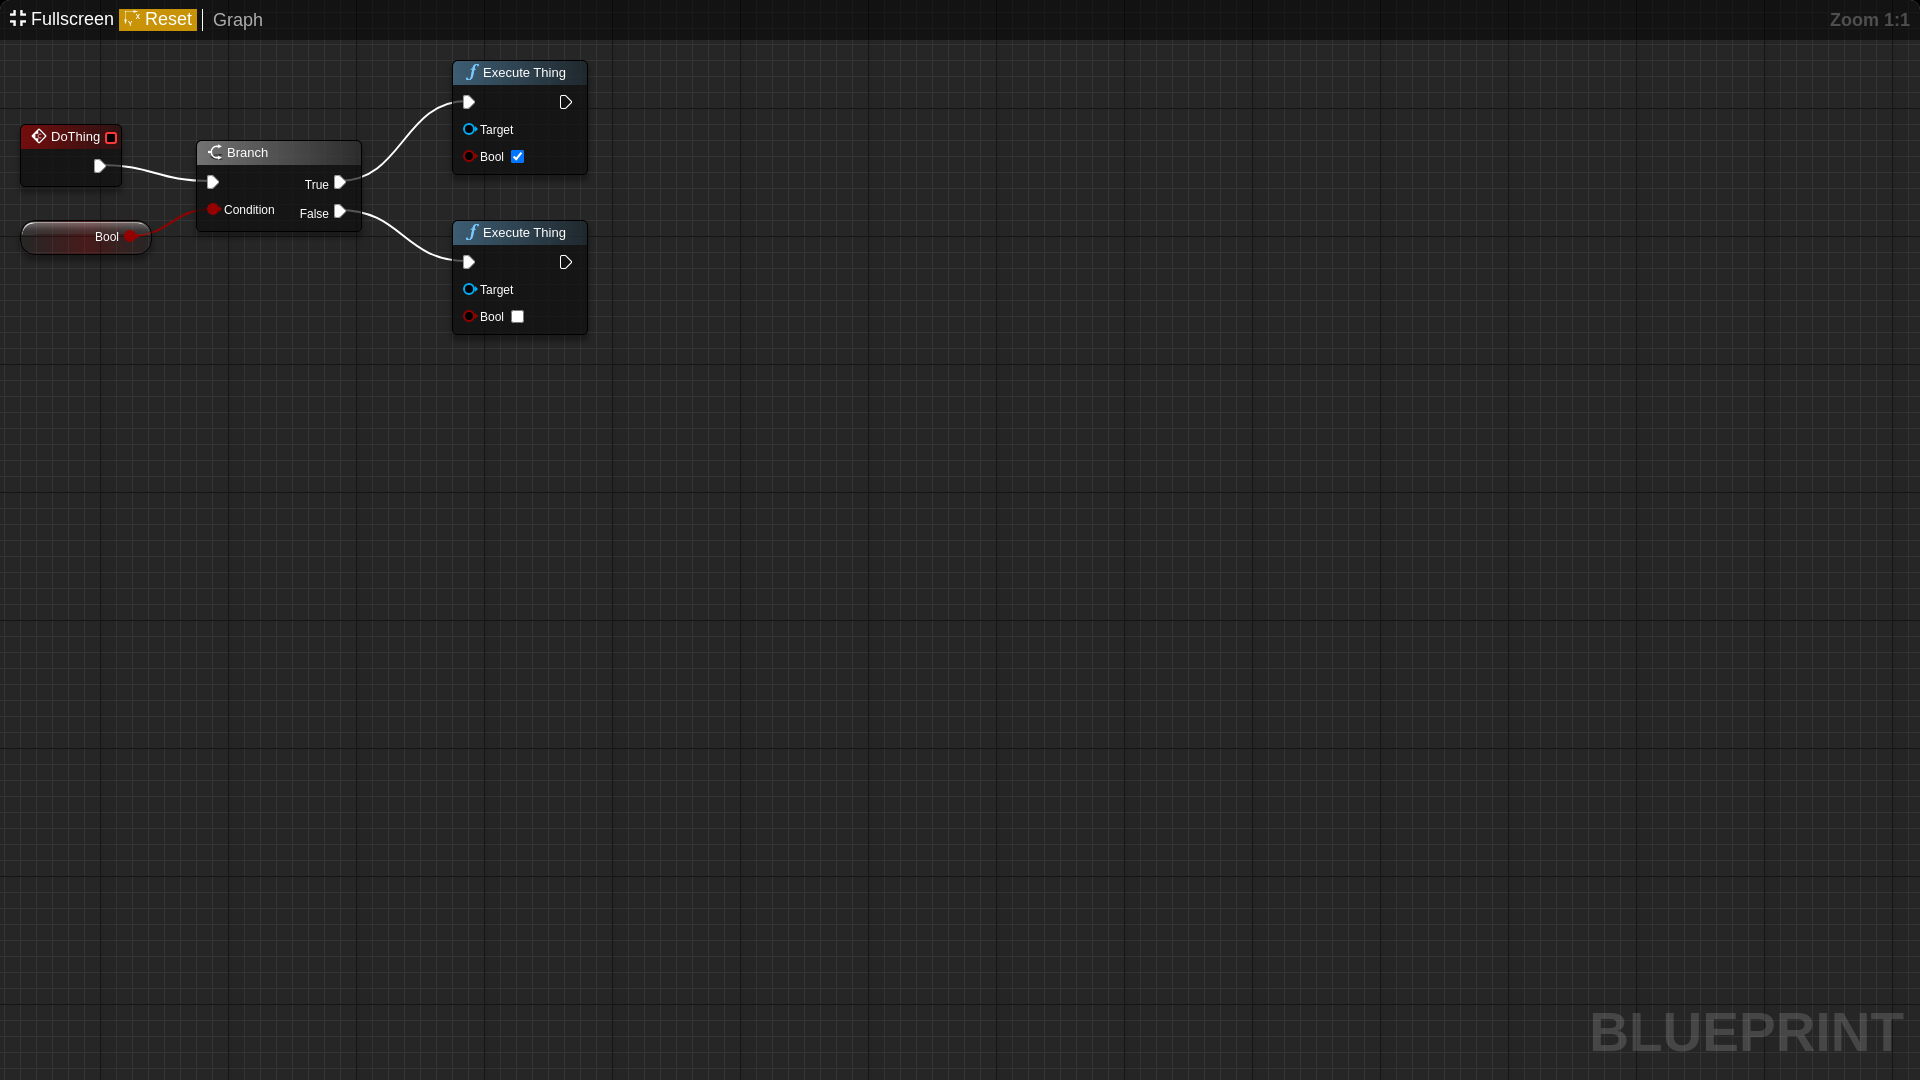 Fullscreen Reset Graph Zoom 1:1
Execute Thing
Target
Bool
DoThing
Branch
True
Condition False
Bool
Execute Thing
Target
Bool
BLUEPRINT